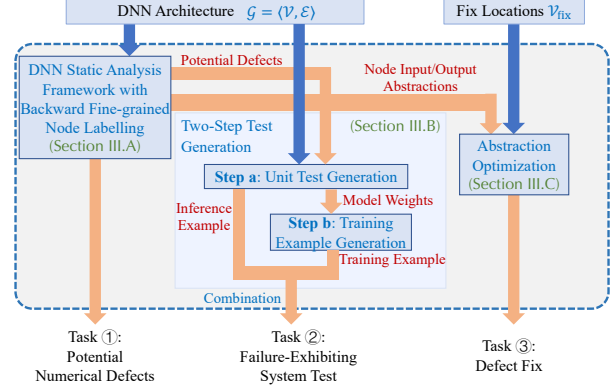 DNN Architecture 𝒢 = ⟨𝒱, ℰ⟩
Fix Locations 𝒱fix
DNN Static Analysis
Framework with
Backward Fine-grained
Node Labelling
(Section III.A)
Potential Defects
Node Input/Output
Abstractions
Two-Step Test
Generation
(Section III.B)
Step a: Unit Test Generation
Abstraction
Optimization
(Section III.C)
Inference
Example
Model Weights
Step b: Training
Example Generation
Training Example
Combination
Task ①:
Potential
Numerical Defects
Task ②:
Failure-Exhibiting
System Test
Task ③:
Defect Fix